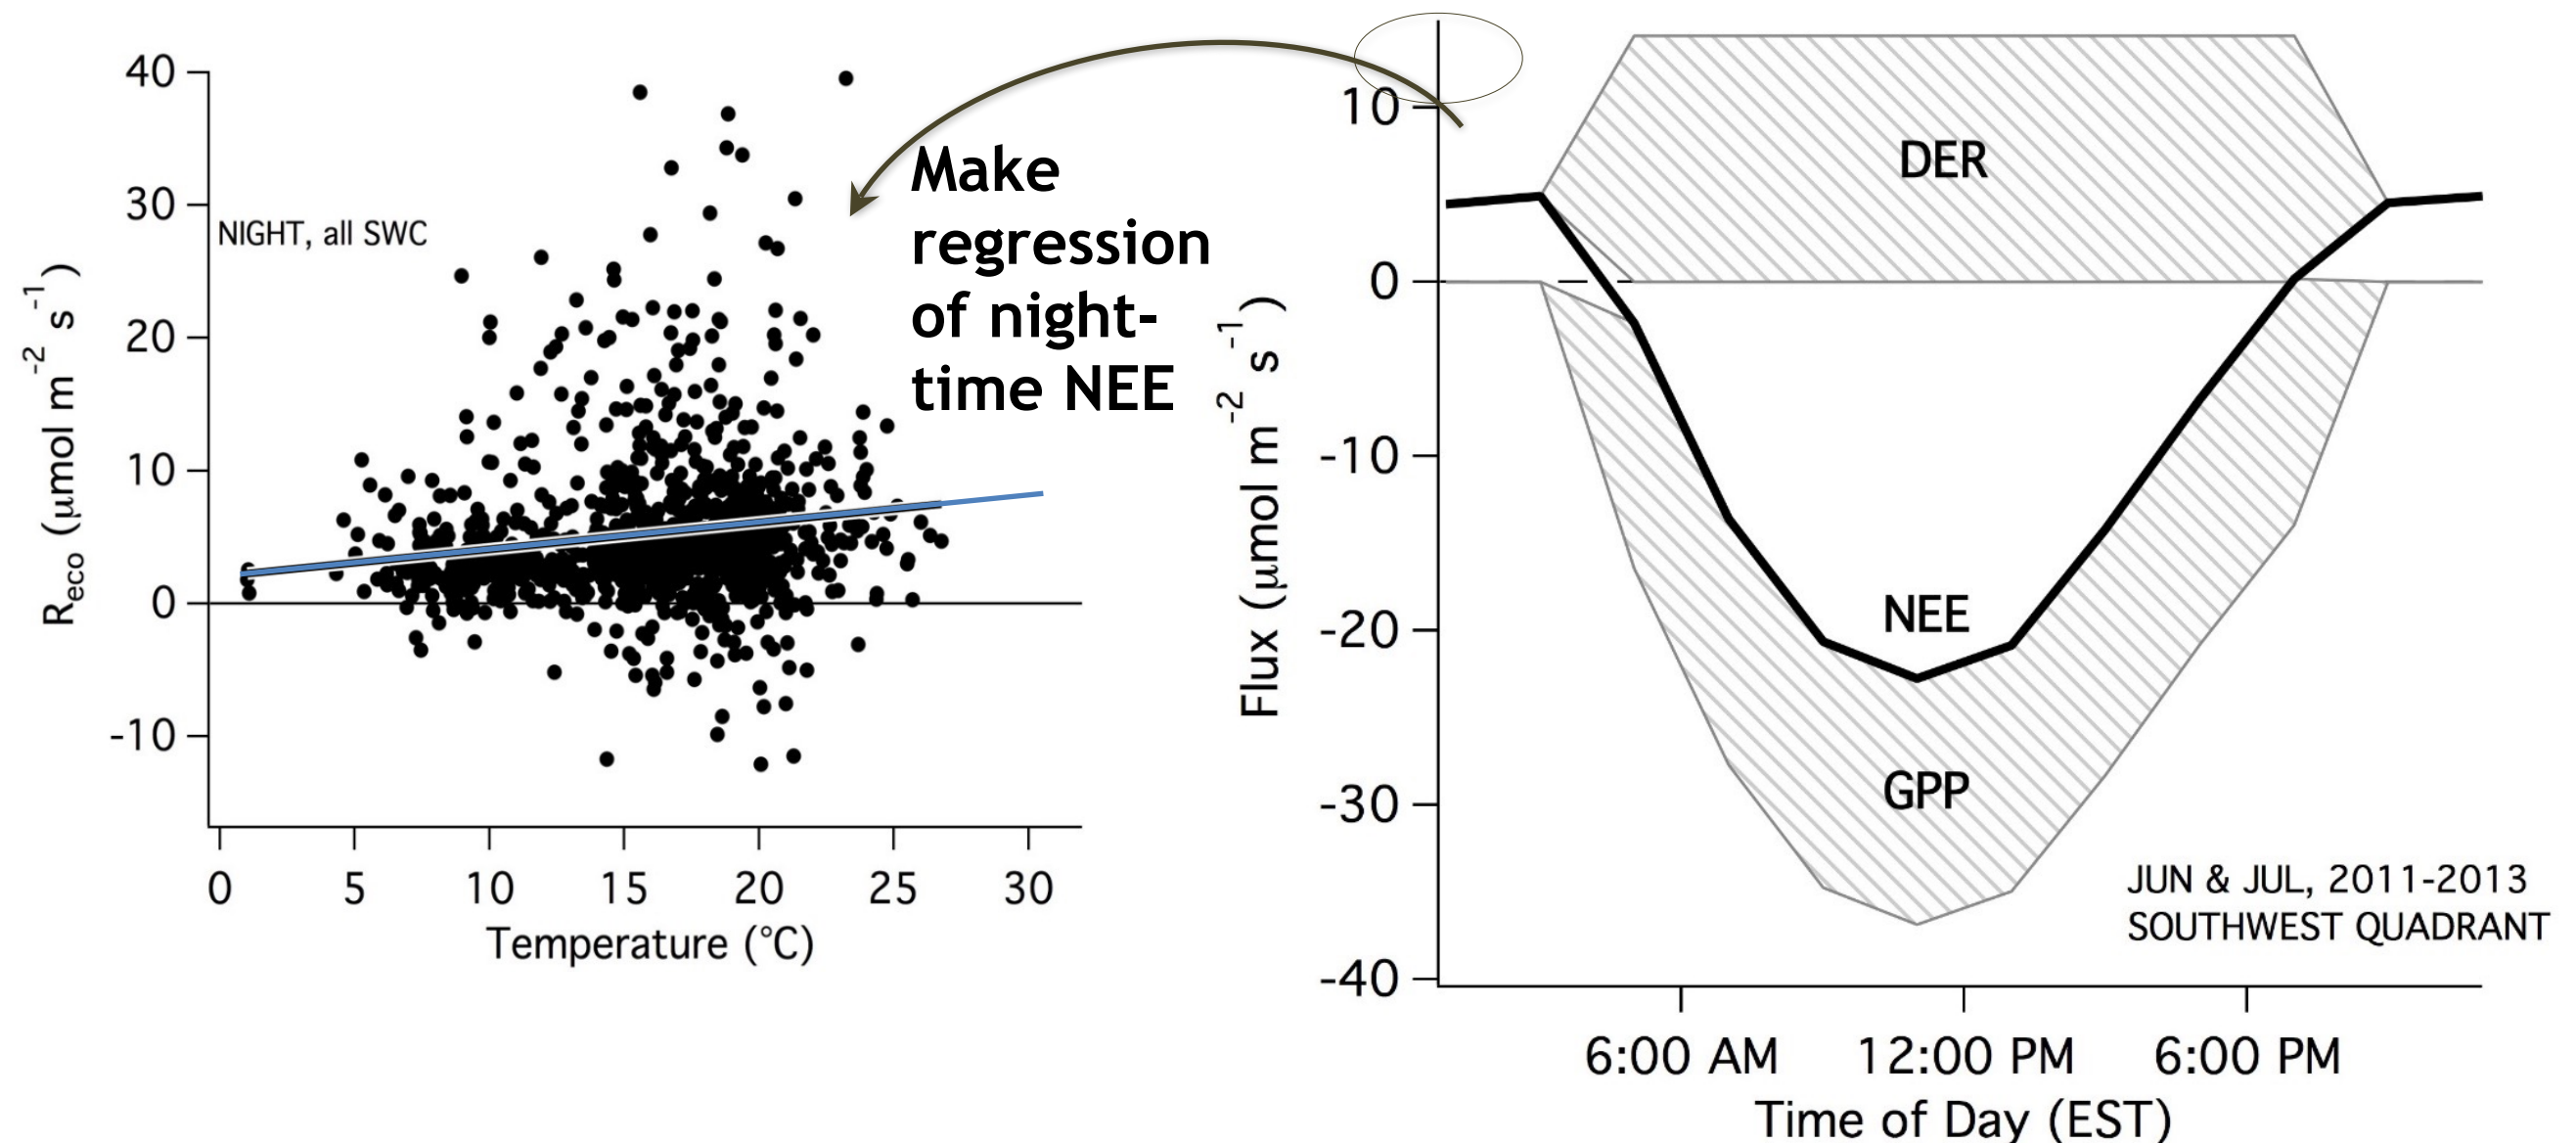 40
30
20
10
0
-10
R_eco (μmol m⁻² s⁻¹)
NIGHT, all SWC
0 5 10 15 20 25 30
Temperature (°C)
Make
regression
of night-
time NEE
10
0
-10
-20
-30
-40
Flux (μmol m⁻² s⁻¹)
DER
NEE
GPP
JUN & JUL, 2011-2013
SOUTHWEST QUADRANT
6:00 AM 12:00 PM 6:00 PM
Time of Day (EST)